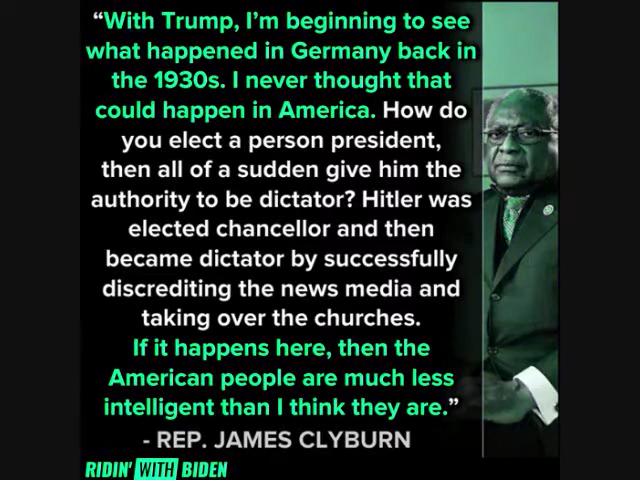 “With Trump, I’m beginning to see
what happened in Germany back in
the 1930s. I never thought that
could happen in America. How do
you elect a person president,
then all of a sudden give him the
authority to be dictator? Hitler was
elected chancellor and then
became dictator by successfully
discrediting the news media and
taking over the churches.
If it happens here, then the
American people are much less
intelligent than I think they are.”
- REP. JAMES CLYBURN
RIDIN' WITH BIDEN